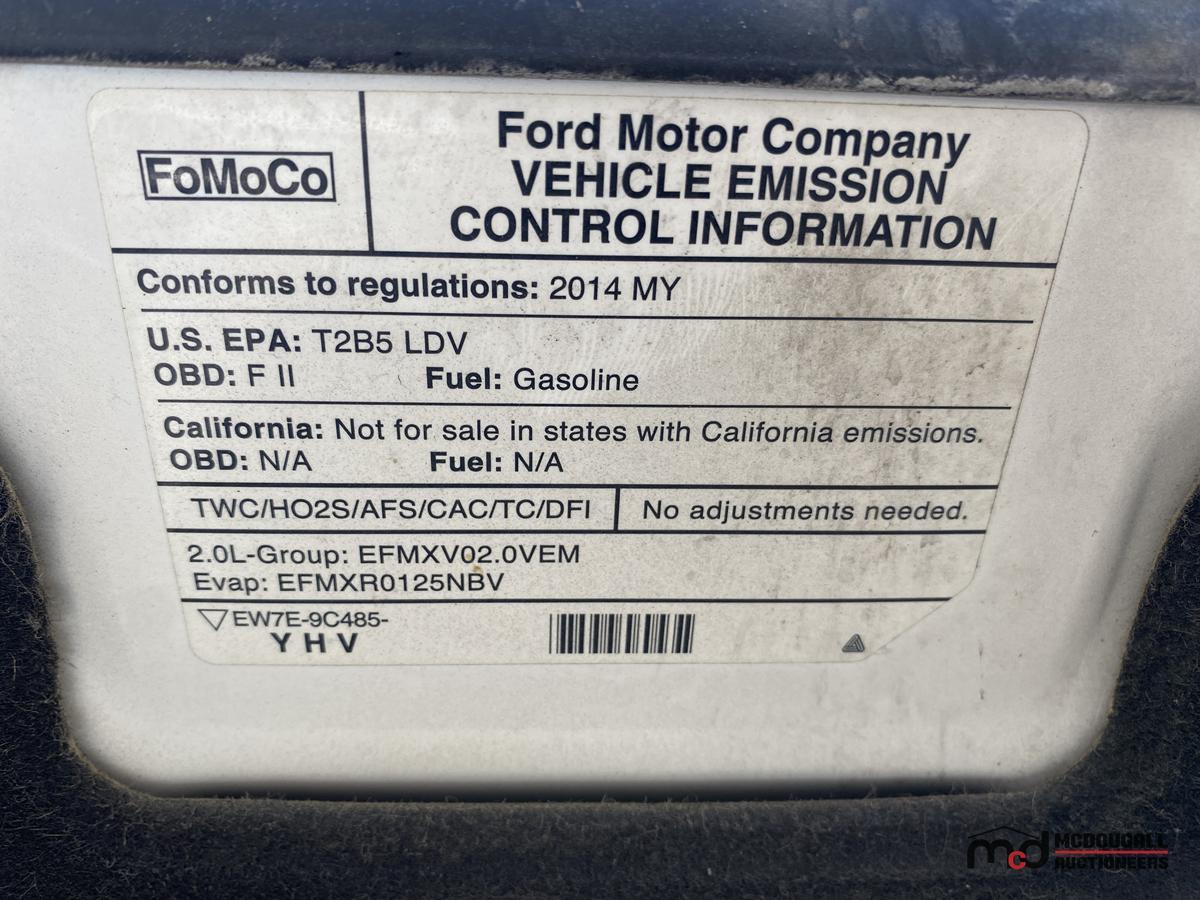 FoMoCo
Ford Motor Company
VEHICLE EMISSION
CONTROL INFORMATION
Conforms to regulations: 2014 MY
U.S. EPA: T2B5 LDV
OBD: F II Fuel: Gasoline
California: Not for sale in states with California emissions.
OBD: N/A Fuel: N/A
TWC/HO2S/AFS/CAC/TC/DFI No adjustments needed.
2.0L-Group: EFMXV02.0VEM
Evap: EFMXR0125NBV
EW7E-9C485-
Y H V
mcd MCDOUGALL
AUCTIONEERS